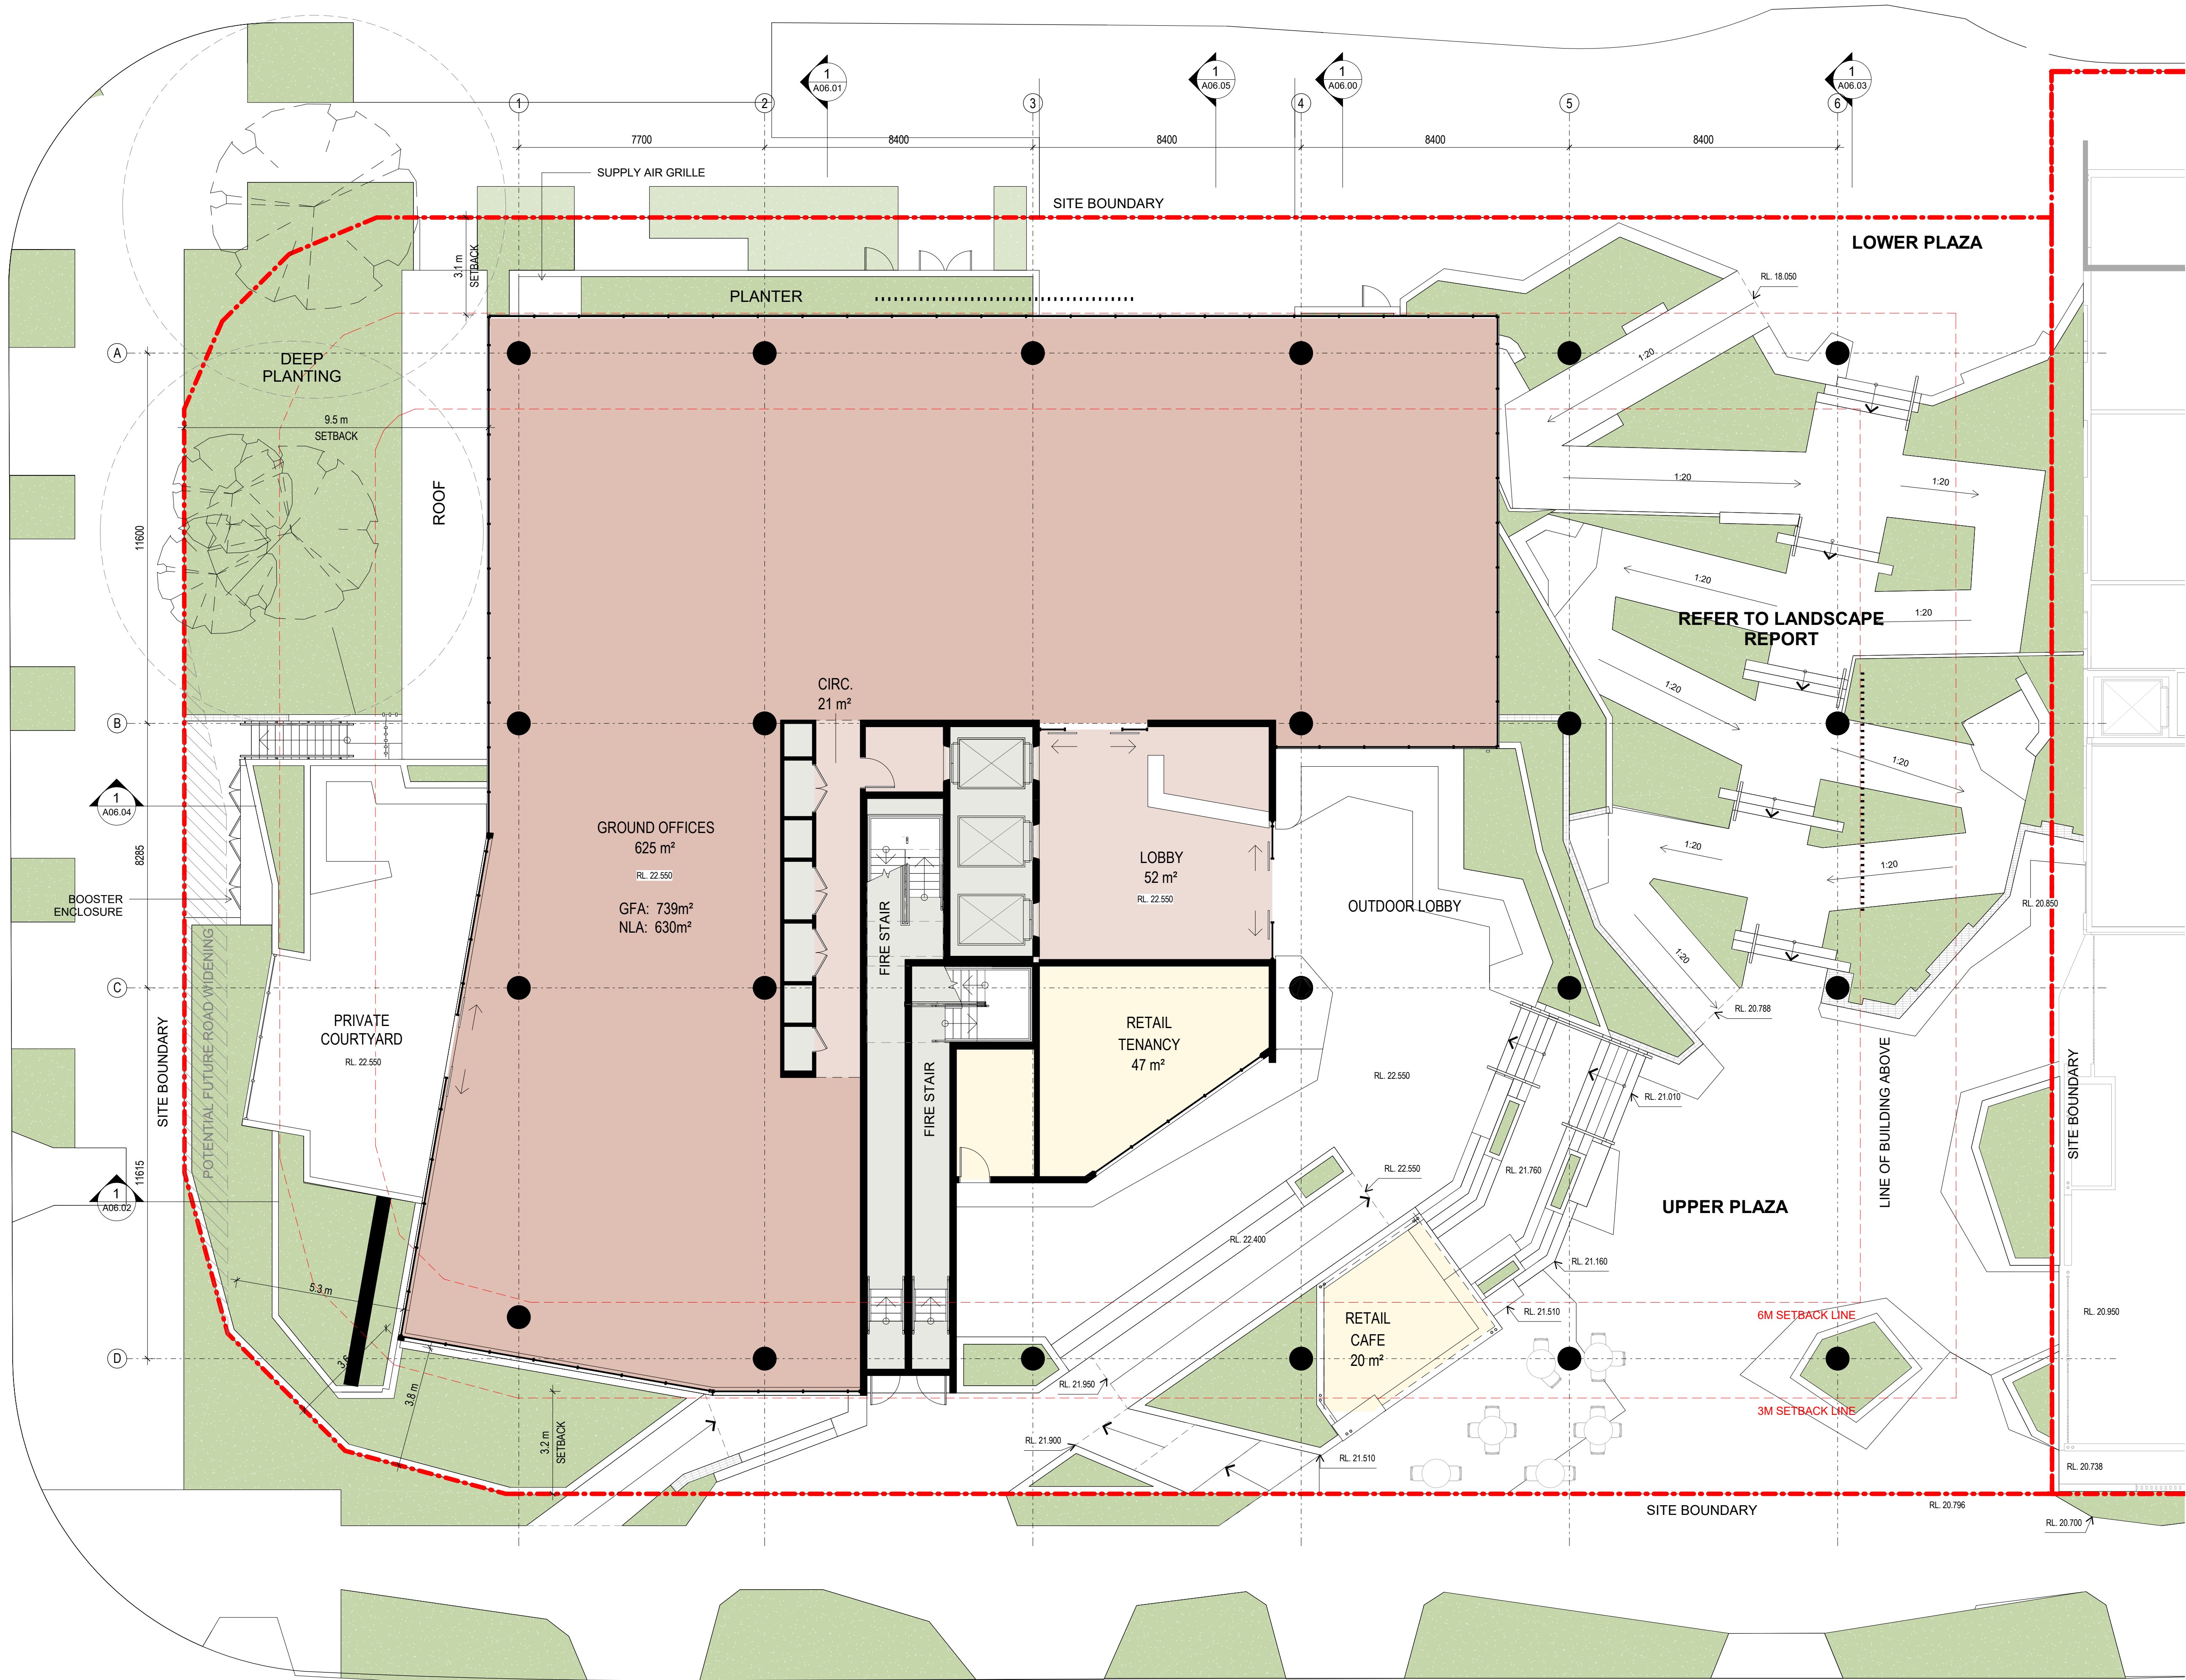 1
A06.01
1
A06.05
1
A06.00
1
A06.03
1
2
3
4
5
6
7700
8400
8400
8400
8400
SUPPLY AIR GRILLE
SITE BOUNDARY
LOWER PLAZA
3.1 m
SETBACK
RL. 18.050
PLANTER
A
DEEP
PLANTING
1:20
9.5 m
SETBACK
ROOF
1:20
1:20
11600
1:20
1:20
REFER TO LANDSCAPE
REPORT
CIRC.
21 m²
1:20
B
1:20
1
A06.04
GROUND OFFICES
625 m²
RL. 22.550
GFA: 739m²
NLA: 630m²
8285
LOBBY
52 m²
RL. 22.550
1:20
1:20
BOOSTER
ENCLOSURE
OUTDOOR LOBBY
RL. 20.850
FIRE STAIR
POTENTIAL FUTURE ROAD WIDENING
1:20
C
RL. 20.788
PRIVATE
COURTYARD
RL. 22.550
RETAIL
TENANCY
47 m²
SITE BOUNDARY
FIRE STAIR
RL. 22.550
RL. 21.010
LINE OF BUILDING ABOVE
SITE BOUNDARY
11615
RL. 22.550
RL. 21.760
1
A06.02
UPPER PLAZA
RL. 22.400
RL. 21.160
5.3 m
RL. 21.510
6M SETBACK LINE
RL. 20.950
RETAIL
CAFE
20 m²
3.6
D
3.8 m
RL. 21.950
3M SETBACK LINE
3.2 m
SETBACK
RL. 21.900
RL. 21.510
RL. 20.738
SITE BOUNDARY
RL. 20.796
RL. 20.700